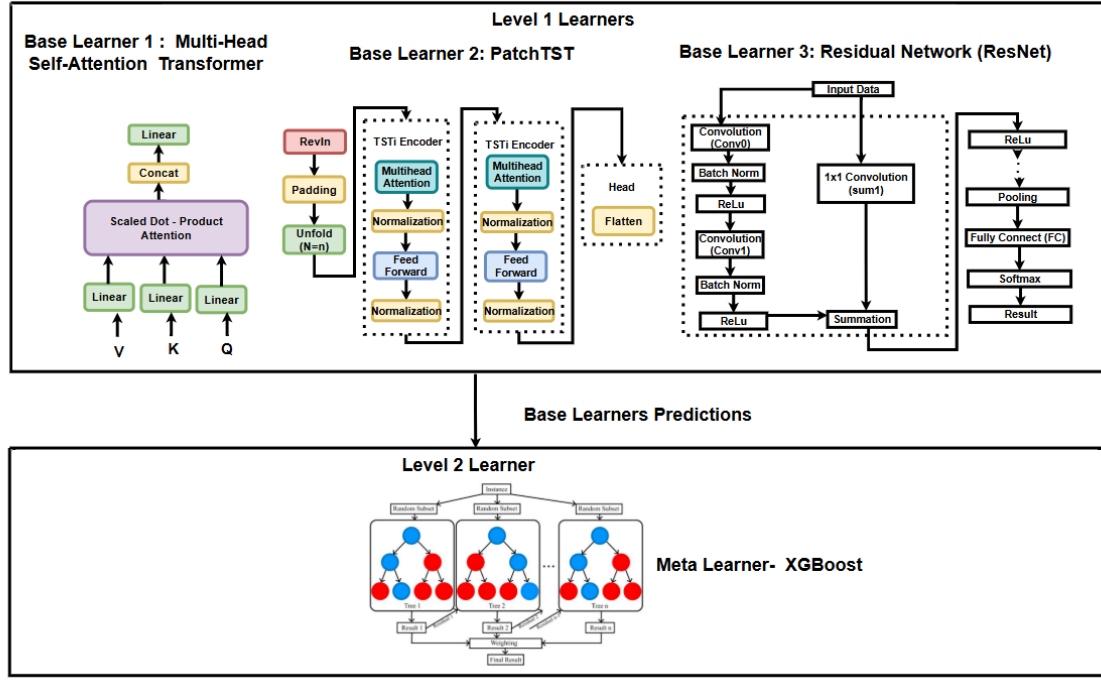 Level 1 Learners
Base Learner 1 : Multi-Head
Self-Attention Transformer
Linear
Concat
Scaled Dot - Product
Attention
Linear
Linear
Linear
V
K
Q
Base Learner 2: PatchTST
RevIn
Padding
Unfold
(N=n)
TSTi Encoder
Multihead
Attention
Normalization
Feed
Forward
Normalization
TSTi Encoder
Multihead
Attention
Normalization
Feed
Forward
Normalization
Head
Flatten
Base Learner 3: Residual Network (ResNet)
Input Data
Convolution
(Conv0)
Batch Norm
ReLu
Convolution
(Conv1)
Batch Norm
ReLu
1x1 Convolution
(sum1)
Summation
ReLu
Pooling
Fully Connect (FC)
Softmax
Result
Base Learners Predictions
Level 2 Learner
Instance
Random Subset
Random Subset
Random Subset
...
Tree 1
Tree 2
Tree n
Result 1
Residual 1
Result 2
Result n
Weighting
Final Result
Meta Learner- XGBoost